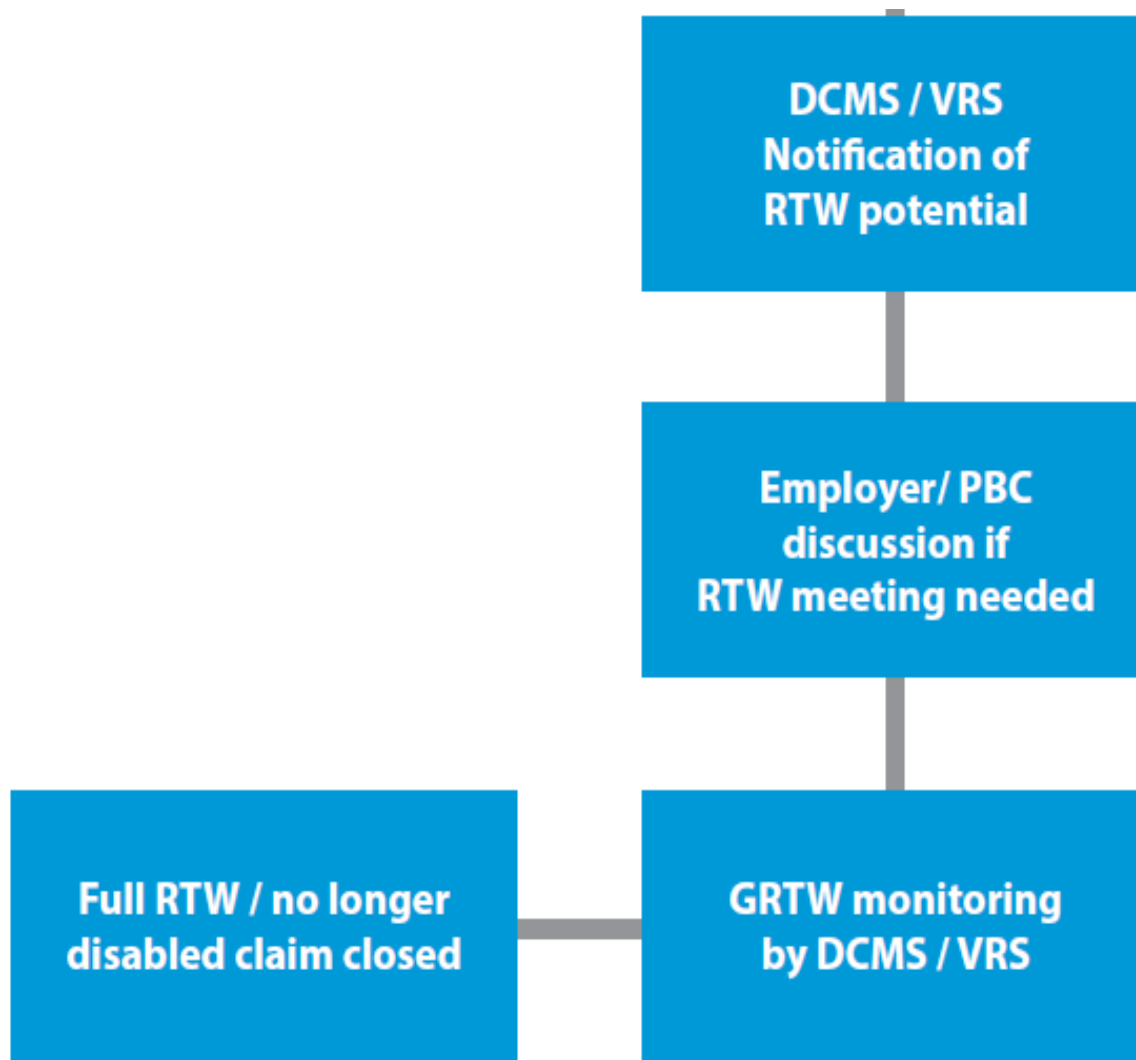 DCMS / VRS
Notification of
RTW potential
Employer/ PBC
discussion if
RTW meeting needed
Full RTW / no longer
disabled claim closed
GRTW monitoring
by DCMS / VRS